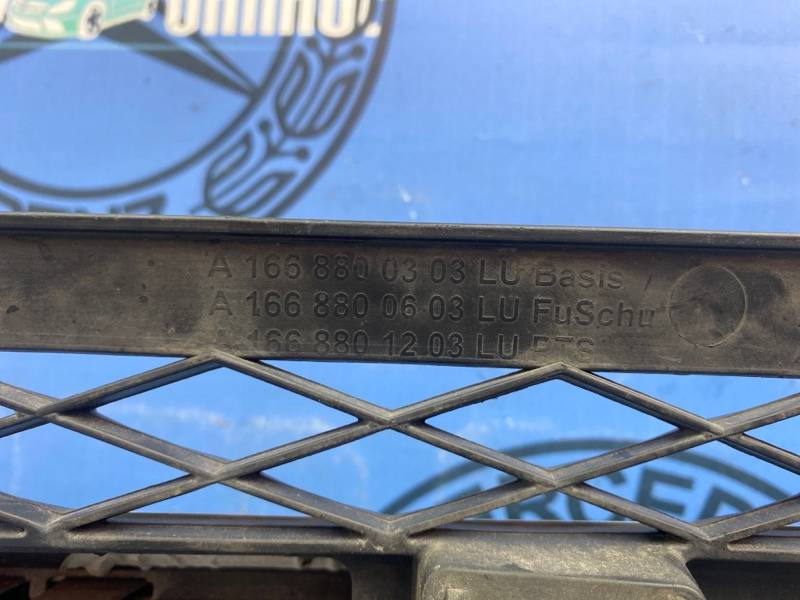 A 166 880 03 03 LU Basis
A 166 880 06 03 LU FuSchu
A 166 880 12 03 LU PTS